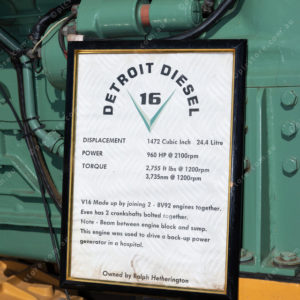 DETROIT DIESEL
16
DISPLACEMENT 1472 Cubic Inch 24.4 Litre
POWER 960 HP @ 2100rpm
TORQUE 2,755 ft lbs @ 1200rpm
3,735nm @ 1200rpm
V16 Made up by joining 2 - 8V92 engines together.
Even has 2 crankshafts bolted together.
Note - Beam between engine block and sump.
This engine was used to drive a back-up power
generator in a hospital.
Owned by Ralph Hetherington